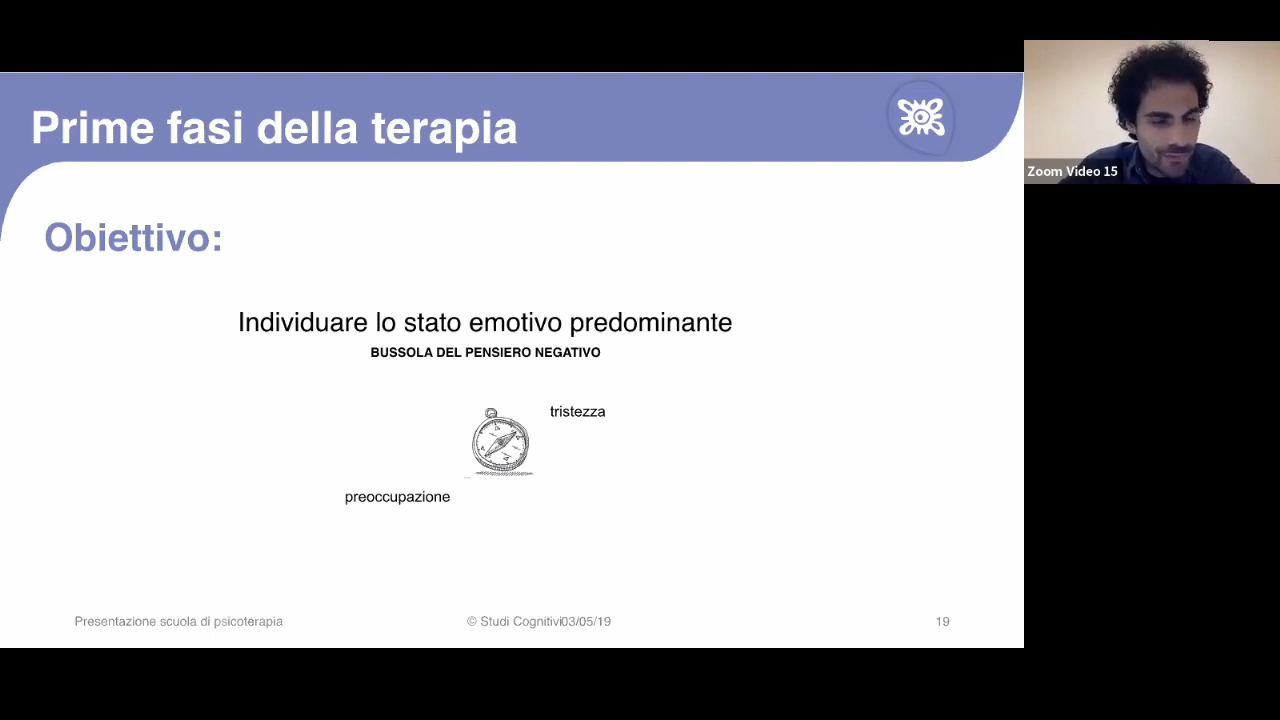 Prime fasi della terapia
Zoom Video 15
Obiettivo:
Individuare lo stato emotivo predominante
BUSSOLA DEL PENSIERO NEGATIVO
tristezza
preoccupazione
Presentazione scuola di psicoterapia
© Studi Cognitivi03/05/19
19